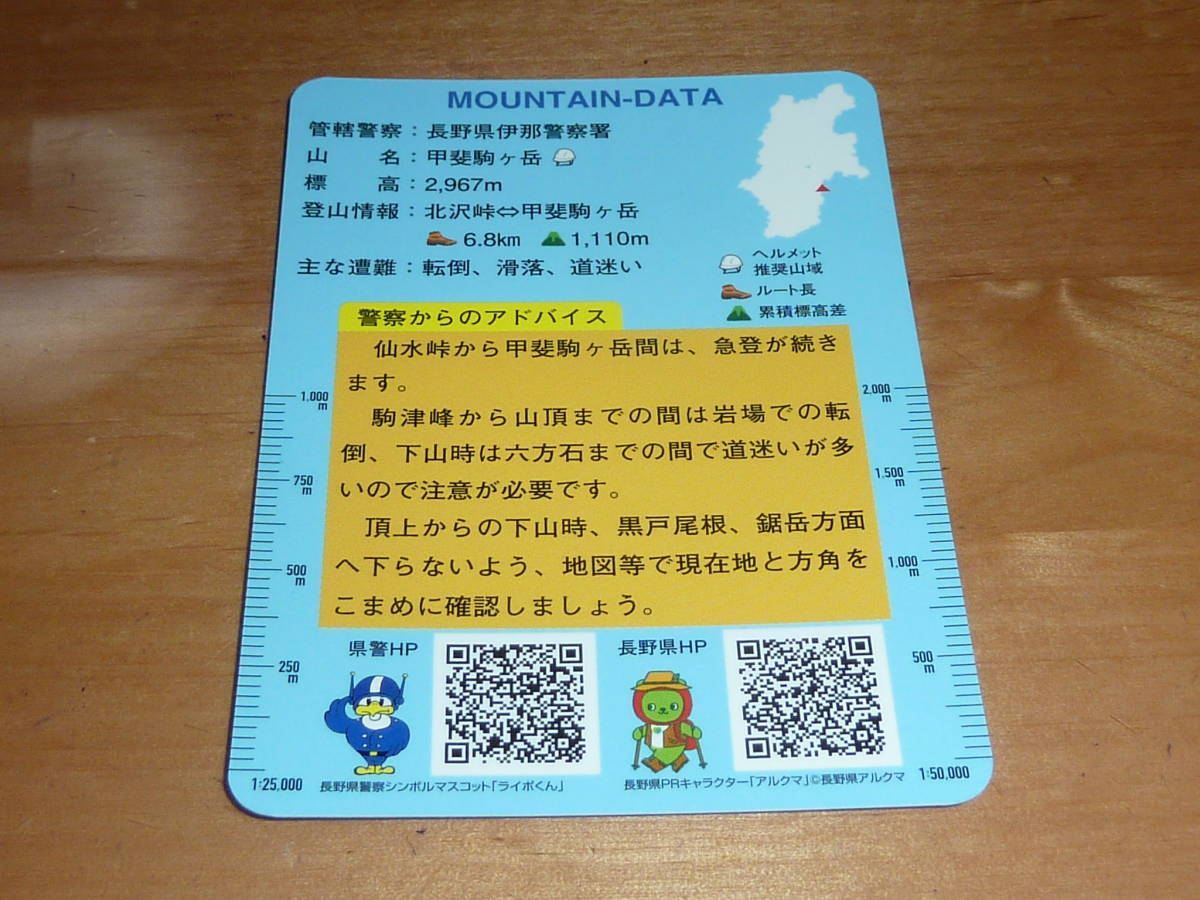 MOUNTAIN-DATA
管轄警察：長野県伊那警察署
山　　名：甲斐駒ヶ岳
標　　高：2,967m
登山情報：北沢峠⇔甲斐駒ヶ岳
6.8km 1,110m
主な遭難：転倒、滑落、道迷い
ヘルメット
推奨山域
ルート長
累積標高差
警察からのアドバイス
仙水峠から甲斐駒ヶ岳間は、急登が続き
ます。
駒津峰から山頂までの間は岩場での転
倒、下山時は六方石までの間で道迷いが多
いので注意が必要です。
頂上からの下山時、黒戸尾根、鋸岳方面
へ下らないよう、地図等で現在地と方角を
こまめに確認しましょう。
1,000
m
750
m
500
m
250
m
1:25,000
2,000
m
1,500
m
1,000
m
500
m
1:50,000
県警HP
長野県HP
長野県警察シンボルマスコット「ライポくん」
長野県PRキャラクター「アルクマ」©長野県アルクマ